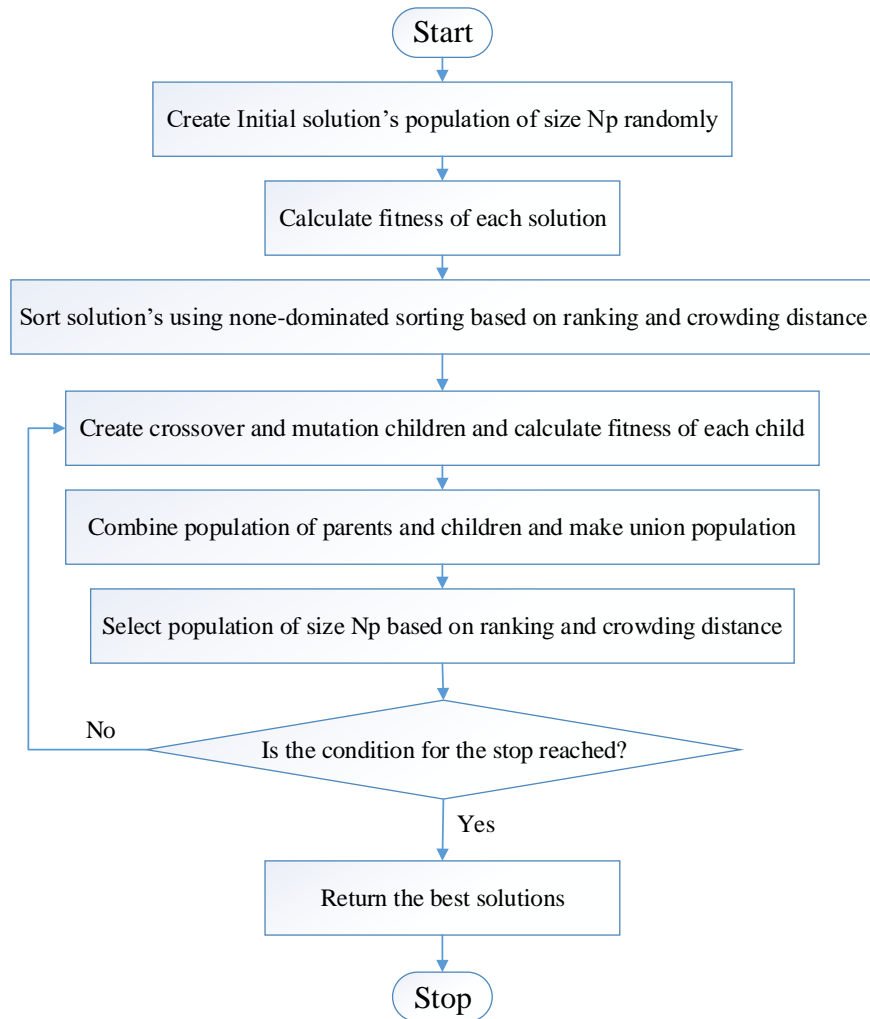 Start
Create Initial solution’s population of size Np randomly
Calculate fitness of each solution
Sort solution’s using none-dominated sorting based on ranking and crowding distance
Create crossover and mutation children and calculate fitness of each child
Combine population of parents and children and make union population
Select population of size Np based on ranking and crowding distance
No
Is the condition for the stop reached?
Yes
Return the best solutions
Stop